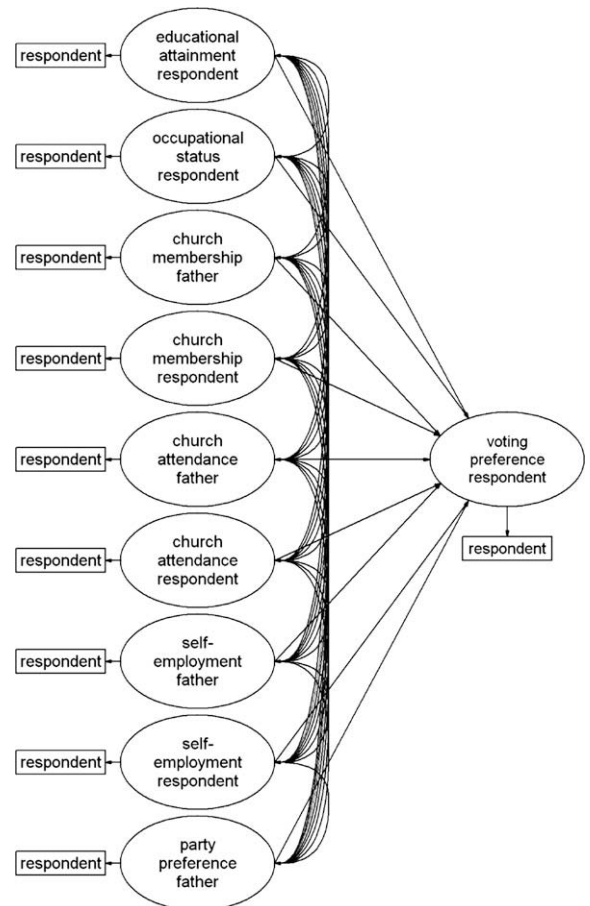 educational
attainment
respondent
respondent
occupational
status
respondent
respondent
church
membership
father
respondent
church
membership
respondent
respondent
church
attendance
father
respondent
church
attendance
respondent
respondent
self-
employment
father
respondent
self-
employment
respondent
respondent
party
preference
father
respondent
voting
preference
respondent
respondent